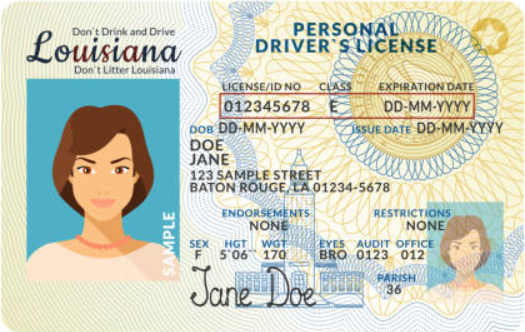 Don't Drink and Drive
Louisiana
Don't Litter Louisiana
PERSONAL
DRIVER`S LICENSE
LICENSE/ID NO CLASS EXPIRATION DATE
012345678 E DD-MM-YYYY
DOB DD-MM-YYYY ISSUE DATE DD-MM-YYYY
DOE
JANE
123 SAMPLE STREET
BATON ROUGE, LA 01234-5678
ENDORSEMENTS RESTRICTIONS
NONE NONE
SEX HGT WGT EYES AUDIT OFFICE
F 5'06" 170 BRO 0123 012
PARISH
36
Jane Doe
SAMPLE